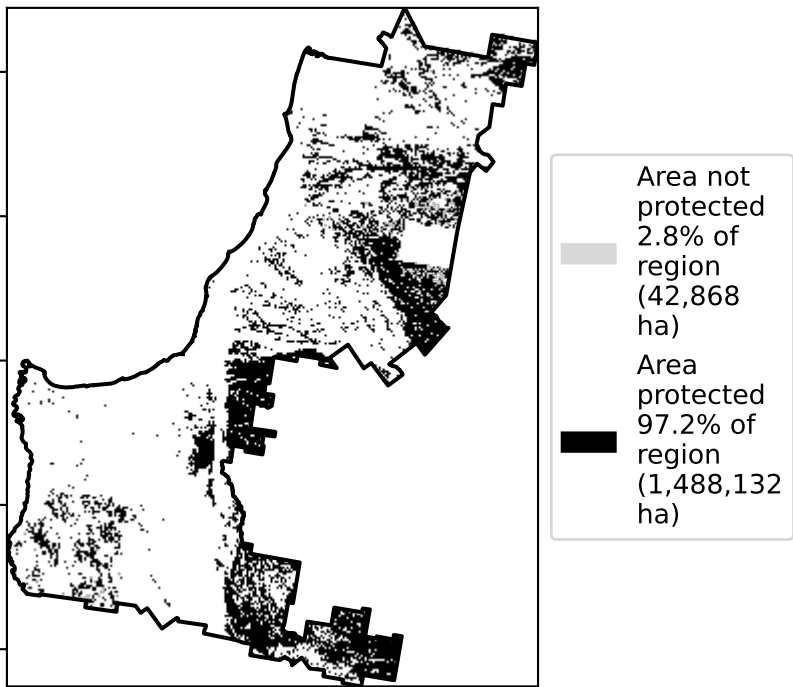 Area not
protected
2.8% of
region
(42,868
ha)
Area
protected
97.2% of
region
(1,488,132
ha)